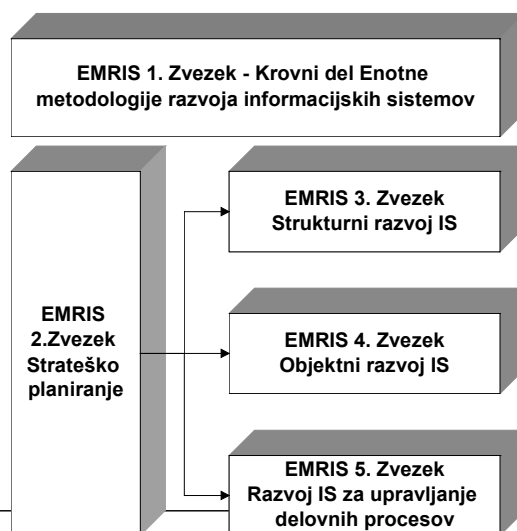 EMRIS 1. Zvezek - Krovni del Enotne
metodologije razvoja informacijskih sistemov
EMRIS
2.Zvezek
Strateško
planiranje
EMRIS 3. Zvezek
Strukturni razvoj IS
EMRIS 4. Zvezek
Objektni razvoj IS
EMRIS 5. Zvezek
Razvoj IS za upravljanje
delovnih procesov